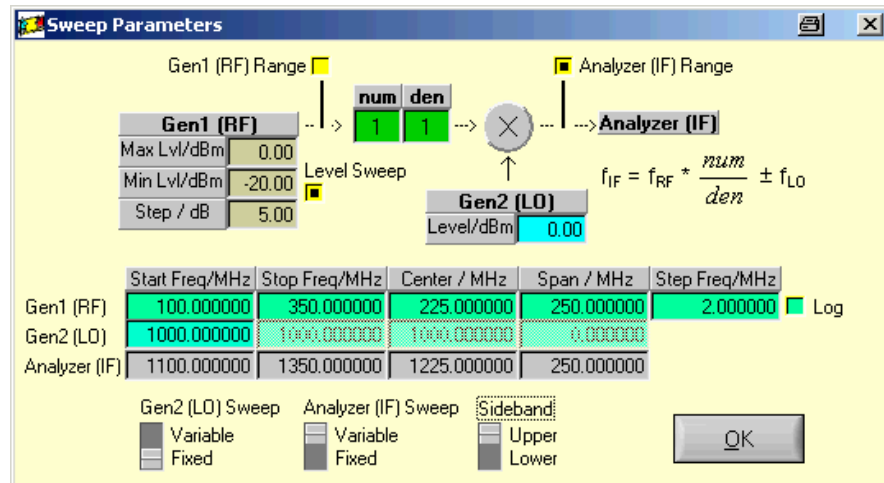 Sweep Parameters
Gen1 (RF) Range
Analyzer (IF) Range
num den
1 1
Gen1 (RF)
Max Lvl/dBm 0.00
Min Lvl/dBm -20.00
Step / dB 5.00
Level Sweep
Analyzer (IF)
Gen2 (LO)
Level/dBm 0.00
f_IF = f_RF * num/den ± f_LO
Start Freq/MHz Stop Freq/MHz Center / MHz Span / MHz Step Freq/MHz
Gen1 (RF) 100.000000 350.000000 225.000000 250.000000 2.000000 Log
Gen2 (LO) 1000.000000 1000.000000 1000.000000 0.000000
Analyzer (IF) 1100.000000 1350.000000 1225.000000 250.000000
Gen2 (LO) Sweep Analyzer (IF) Sweep Sideband
Variable Variable Upper
Fixed Fixed Lower
OK